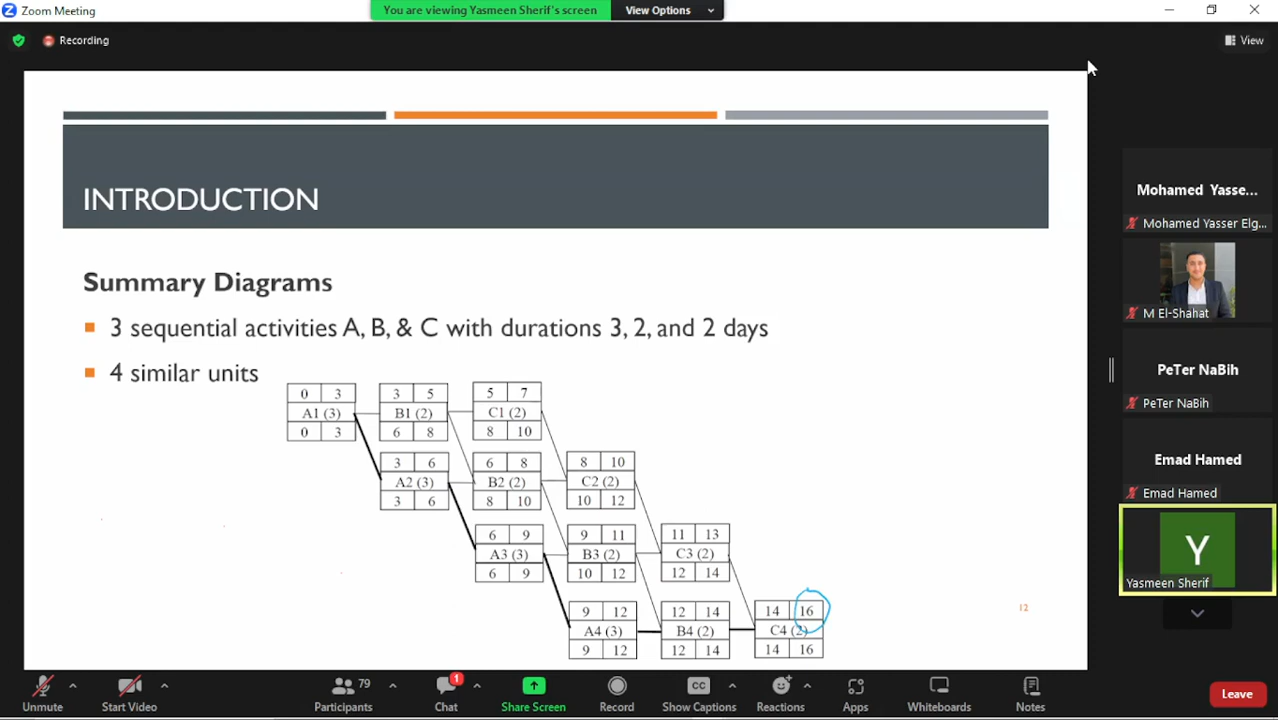 Zoom Meeting
You are viewing Yasmeen Sherif's screen
View Options
Recording
View
INTRODUCTION
Summary Diagrams
3 sequential activities A, B, & C with durations 3, 2, and 2 days
4 similar units
0 3 3 5 5 7
A1 (3) B1 (2) C1 (2)
0 3 6 8 8 10
3 6 6 8 8 10
A2 (3) B2 (2) C2 (2)
3 6 8 10 10 12
6 9 9 11 11 13
A3 (3) B3 (2) C3 (2)
6 9 10 12 12 14
9 12 12 14 14 16
A4 (3) B4 (2) C4 (2)
9 12 12 14 14 16
12
Mohamed Yasse...
Mohamed Yasser Elg...
M El-Shahat
PeTer NaBih
PeTer NaBih
Emad Hamed
Emad Hamed
Y
Yasmeen Sherif
Unmute
Start Video
79
Participants
1
Chat
Share Screen
Record
CC
Show Captions
Reactions
Apps
Whiteboards
Notes
Leave